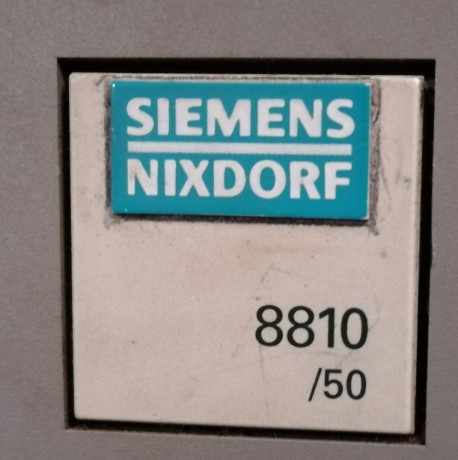 SIEMENS
NIXDORF
8810
/50